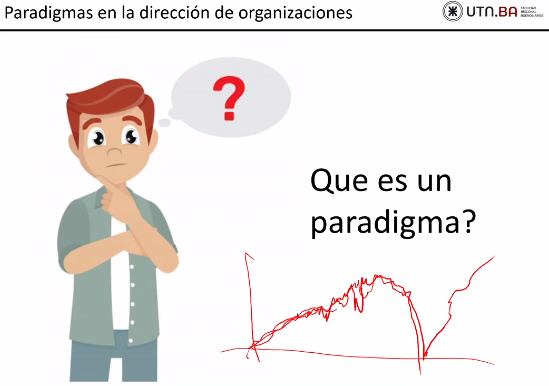 Paradigmas en la dirección de organizaciones
UTN.BA
FACULTAD
REGIONAL
BUENOS AIRES
?
Que es un
paradigma?